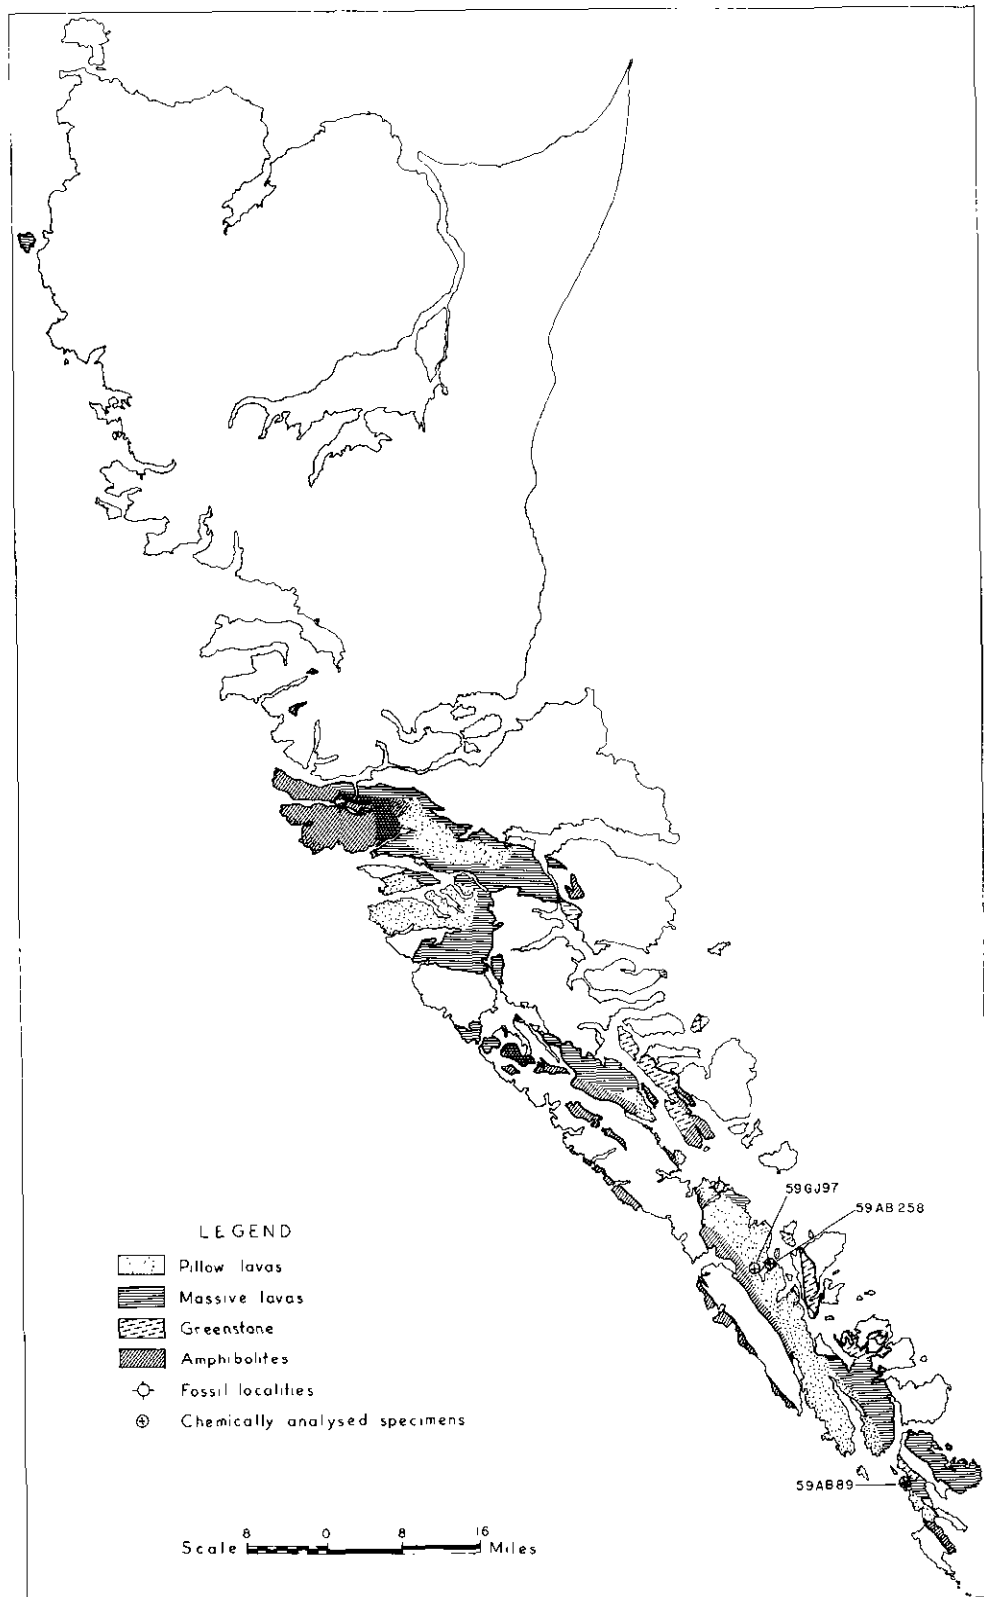 59GJ97
59AB258
LEGEND
Pillow lavas
Massive lavas
Greenstone
Amphibolites
Fossil localities
Chemically analysed specimens
59AB89
8 0 8 16
Scale Miles